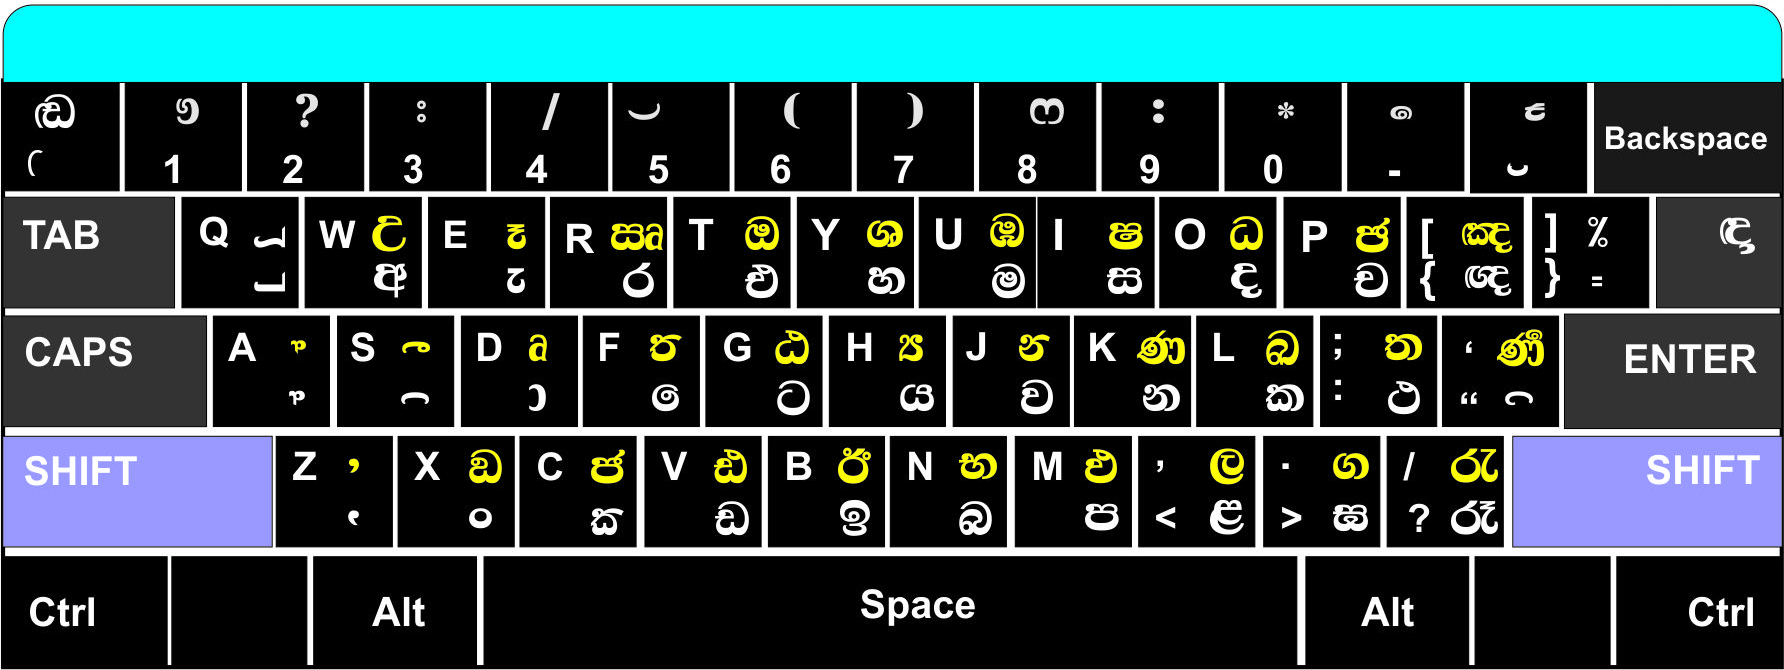 ඬ ෟ ? ඃ / ( ) ෆ : * Backspace
1 2 3 4 5 6 7 8 9 0 -
TAB Q W උ E ෑ R ඍ T ඔ Y ශ U ඹ I ෂ O ධ P ඡ [ ඤ ] % ඳ
අ ැ ර එ හ ම ස ද ච { ඥ } =
CAPS A ී S D ෘ F ත G ඨ H J K ණ L ඛ ; ත ‘ ENTER
ි ා ෙ ට ය ව න ක : ථ “
SHIFT Z , X ඞ C ජ V ඪ B ඊ N භ M ඵ , ල . ග / රැ SHIFT
ං ඩ ඉ බ ප < ළ > ඝ ? රෑ
Ctrl Alt Space Alt Ctrl